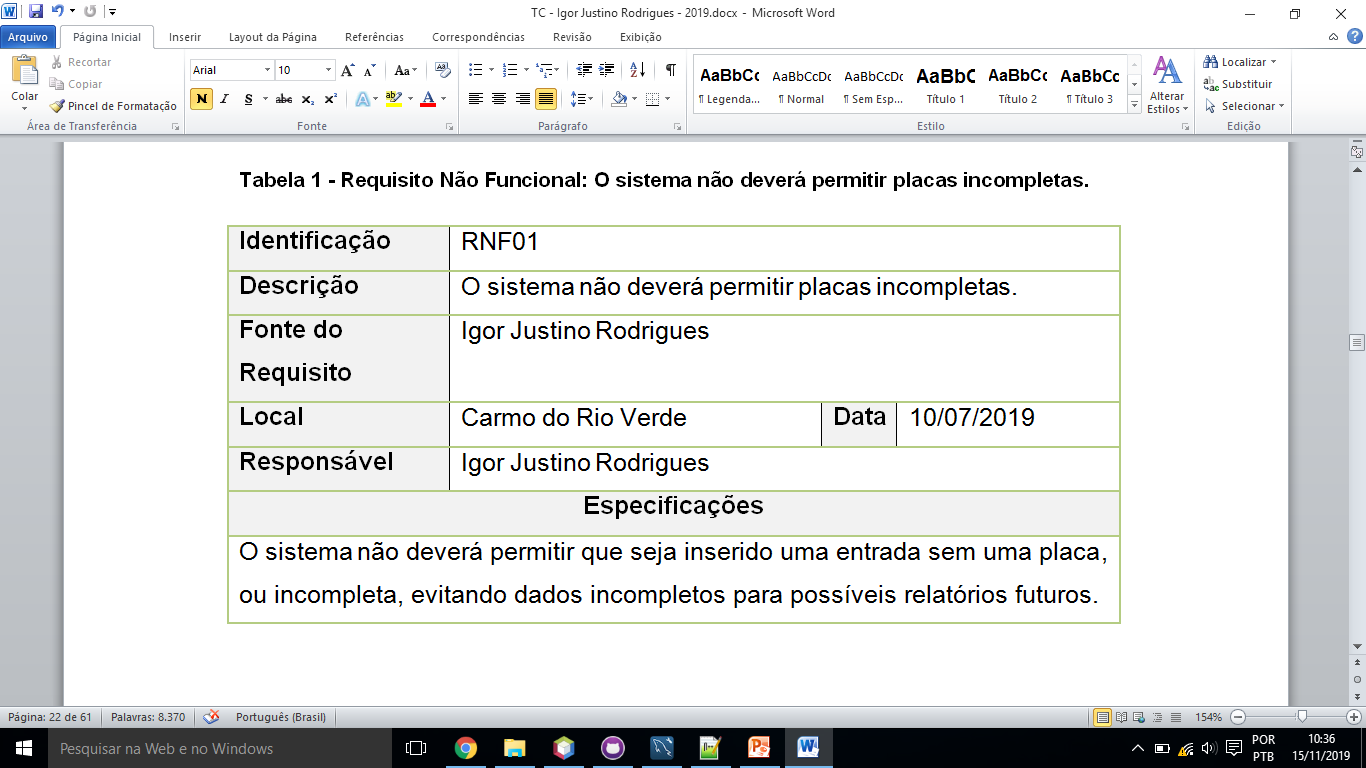 TC - Igor Justino Rodrigues - 2019.docx - Microsoft Word
Arquivo Página Inicial Inserir Layout da Página Referências Correspondências Revisão Exibição
Colar
Recortar
Copiar
Pincel de Formatação
Área de Transferência
Arial 10
N I S abc x₂ x² A A
Fonte
Parágrafo
AaBbCc AaBbCcDc AaBbCcDc AaBbC AaBbCc AaBbCc
¶ Legenda... ¶ Normal ¶ Sem Esp... Título 1 Título 2 ¶ Título 3
Estilo
Alterar
Estilos
Localizar
Substituir
Selecionar
Edição
Tabela 1 - Requisito Não Funcional: O sistema não deverá permitir placas incompletas.
Identificação RNF01
Descrição O sistema não deverá permitir placas incompletas.
Fonte do Igor Justino Rodrigues
Requisito
Local Carmo do Rio Verde Data 10/07/2019
Responsável Igor Justino Rodrigues
Especificações
O sistema não deverá permitir que seja inserido uma entrada sem uma placa,
ou incompleta, evitando dados incompletos para possíveis relatórios futuros.
Página: 22 de 61 Palavras: 8.370 Português (Brasil) 154%
Pesquisar na Web e no Windows
POR 10:36
PTB 15/11/2019